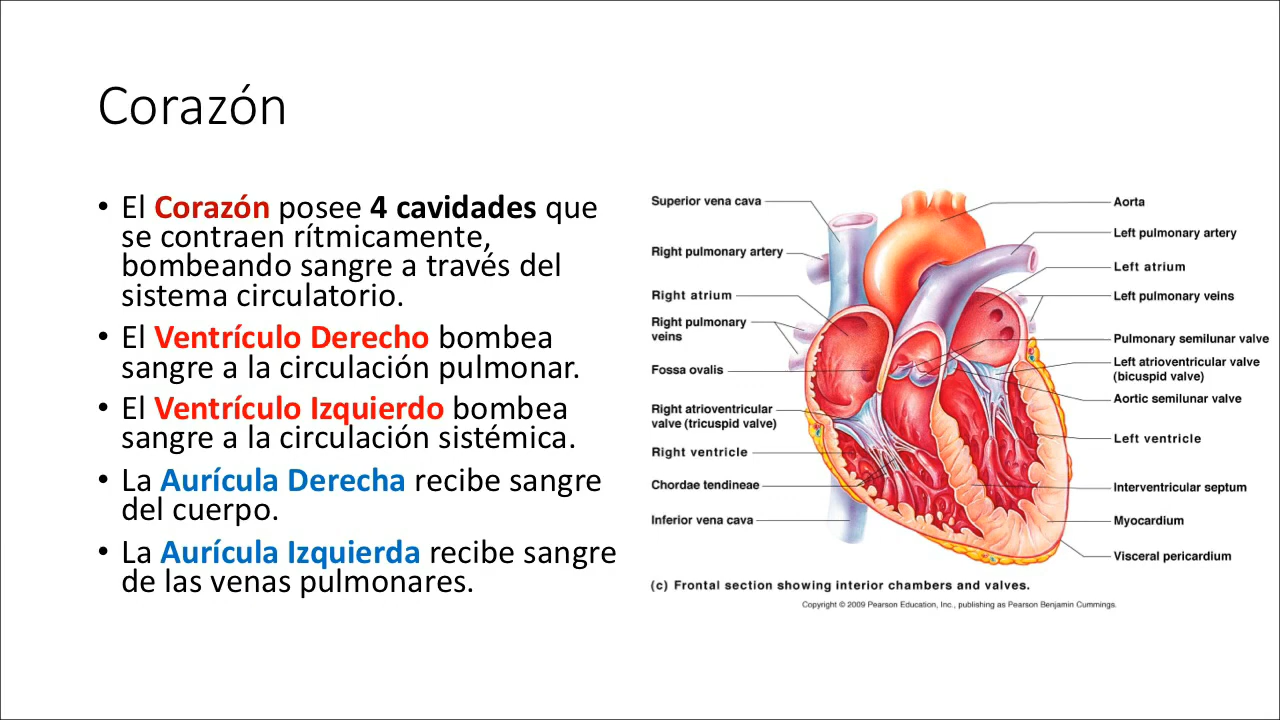 Corazón
• El Corazón posee 4 cavidades que
se contraen rítmicamente,
bombeando sangre a través del
sistema circulatorio.
• El Ventrículo Derecho bombea
sangre a la circulación pulmonar.
• El Ventrículo Izquierdo bombea
sangre a la circulación sistémica.
• La Aurícula Derecha recibe sangre
del cuerpo.
• La Aurícula Izquierda recibe sangre
de las venas pulmonares.
Superior vena cava
Right pulmonary artery
Right atrium
Right pulmonary
veins
Fossa ovalis
Right atrioventricular
valve (tricuspid valve)
Right ventricle
Chordae tendineae
Inferior vena cava
Aorta
Left pulmonary artery
Left atrium
Left pulmonary veins
Pulmonary semilunar valve
Left atrioventricular valve
(bicuspid valve)
Aortic semilunar valve
Left ventricle
Interventricular septum
Myocardium
Visceral pericardium
(c) Frontal section showing interior chambers and valves.
Copyright © 2009 Pearson Education, Inc., publishing as Pearson Benjamin Cummings.